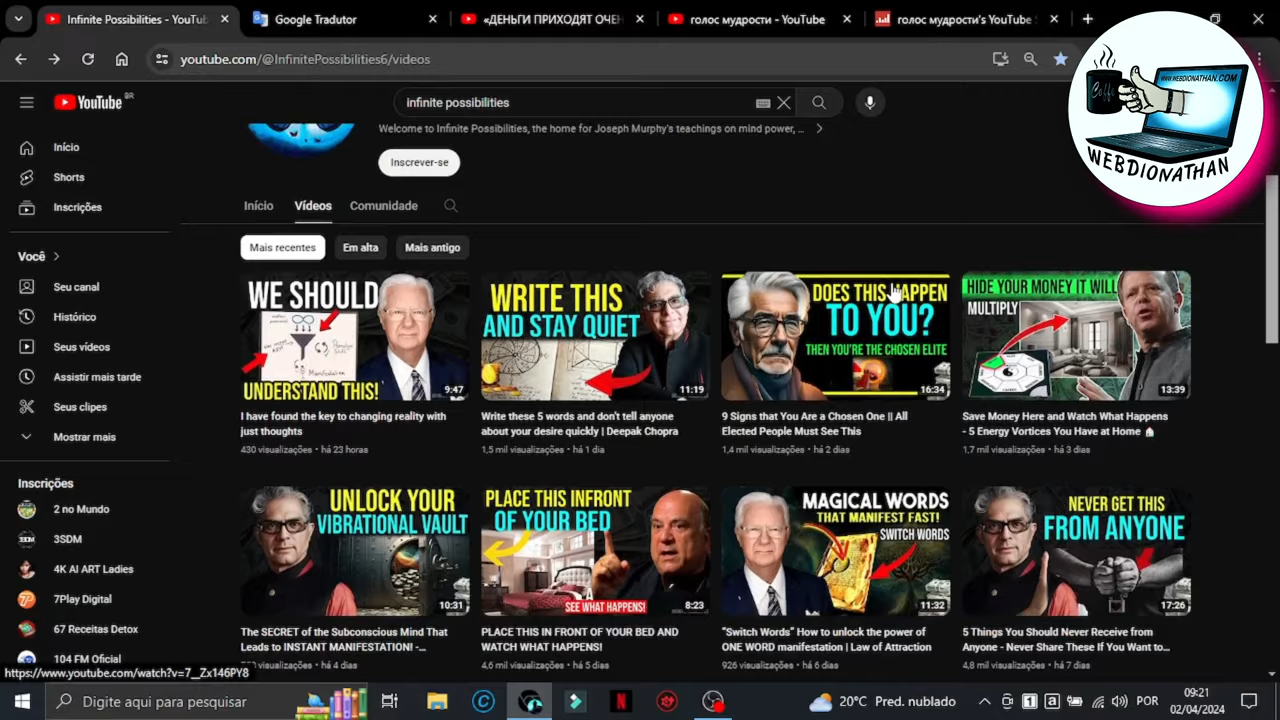 Infinite Possibilities - YouTub
Google Tradutor
«ДЕНЬГИ ПРИХОДЯТ ОЧЕН
голос мудрости - YouTube
голос мудрости's YouTube S
youtube.com/@InfinitePossibilities6/videos
WWW.WEBDIONATHAN.COM
Coffe
WEBDIONATHAN
YouTube BR
infinite possibilities
Welcome to Infinite Possibilities, the home for Joseph Murphy's teachings on mind power, ...
Inscrever-se
Início
Shorts
Inscrições
Início Vídeos Comunidade
Mais recentes Em alta Mais antigo
Você
Seu canal
Histórico
Seus vídeos
Assistir mais tarde
Seus clipes
Mostrar mais
Inscrições
2 no Mundo
3SDM
4K AI ART Ladies
7Play Digital
67 Receitas Detox
104 FM Oficial
WE SHOULD
UNDERSTAND THIS!
9:47
I have found the key to changing reality with
just thoughts
430 visualizações • há 23 horas
WRITE THIS
AND STAY QUIET
11:19
Write these 5 words and don't tell anyone
about your desire quickly | Deepak Chopra
1,5 mil visualizações • há 1 dia
DOES THIS HAPPEN
TO YOU?
THEN YOU'RE THE CHOSEN ELITE
16:34
9 Signs that You Are a Chosen One || All
Elected People Must See This
1,4 mil visualizações • há 2 dias
HIDE YOUR MONEY IT WILL
MULTIPLY
13:39
Save Money Here and Watch What Happens
- 5 Energy Vortices You Have at Home 🏠
1,7 mil visualizações • há 3 dias
UNLOCK YOUR
VIBRATIONAL VAULT
10:31
The SECRET of the Subconscious Mind That
Leads to INSTANT MANIFESTATION! -...
há 4 dias
PLACE THIS INFRONT
OF YOUR BED
SEE WHAT HAPPENS!
8:23
PLACE THIS IN FRONT OF YOUR BED AND
WATCH WHAT HAPPENS!
4,6 mil visualizações • há 5 dias
MAGICAL WORDS
THAT MANIFEST FAST!
SWITCH WORDS
11:32
"Switch Words" How to unlock the power of
ONE WORD manifestation | Law of Attraction
926 visualizações • há 6 dias
NEVER GET THIS
FROM ANYONE
17:26
5 Things You Should Never Receive from
Anyone - Never Share These If You Want to...
4,8 mil visualizações • há 7 dias
https://www.youtube.com/watch?v=7__Zx146PY8
Digite aqui para pesquisar
20°C Pred. nublado
POR
09:21
02/04/2024